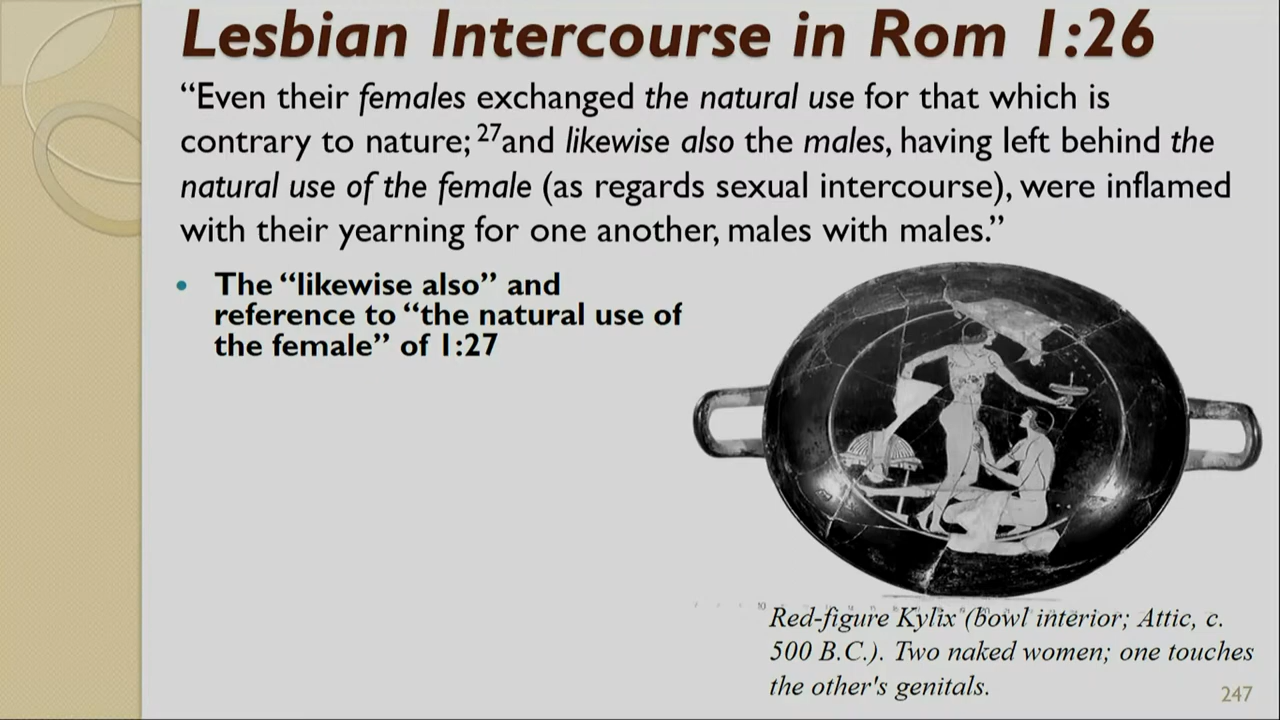 Lesbian Intercourse in Rom 1:26
“Even their females exchanged the natural use for that which is
contrary to nature; 27and likewise also the males, having left behind the
natural use of the female (as regards sexual intercourse), were inflamed
with their yearning for one another, males with males.”
• The “likewise also” and
reference to “the natural use of
the female” of 1:27
Red-figure Kylix (bowl interior; Attic, c.
500 B.C.). Two naked women; one touches
the other's genitals.
247